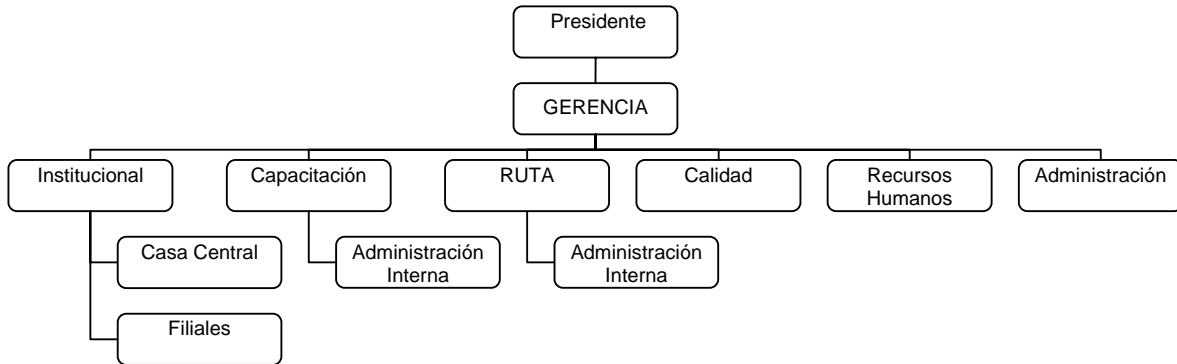 Presidente
GERENCIA
Institucional
Capacitación
RUTA
Calidad
Recursos
Humanos
Administración
Casa Central
Administración
Interna
Administración
Interna
Filiales